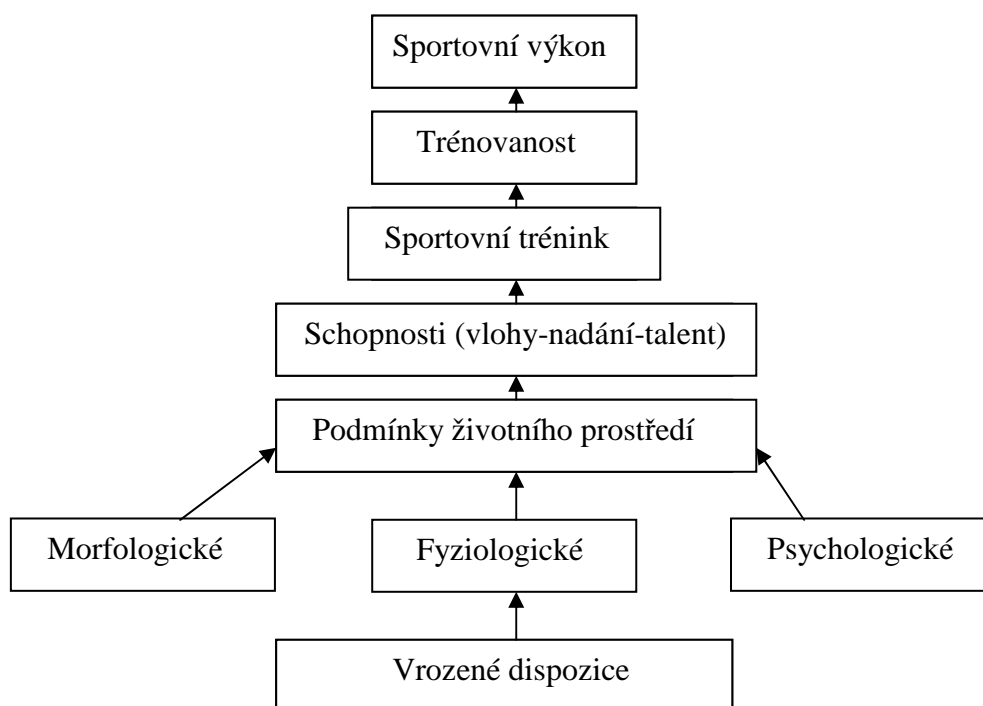 Sportovní výkon
Trénovanost
Sportovní trénink
Schopnosti (vlohy-nadání-talent)
Podmínky životního prostředí
Morfologické
Fyziologické
Psychologické
Vrozené dispozice